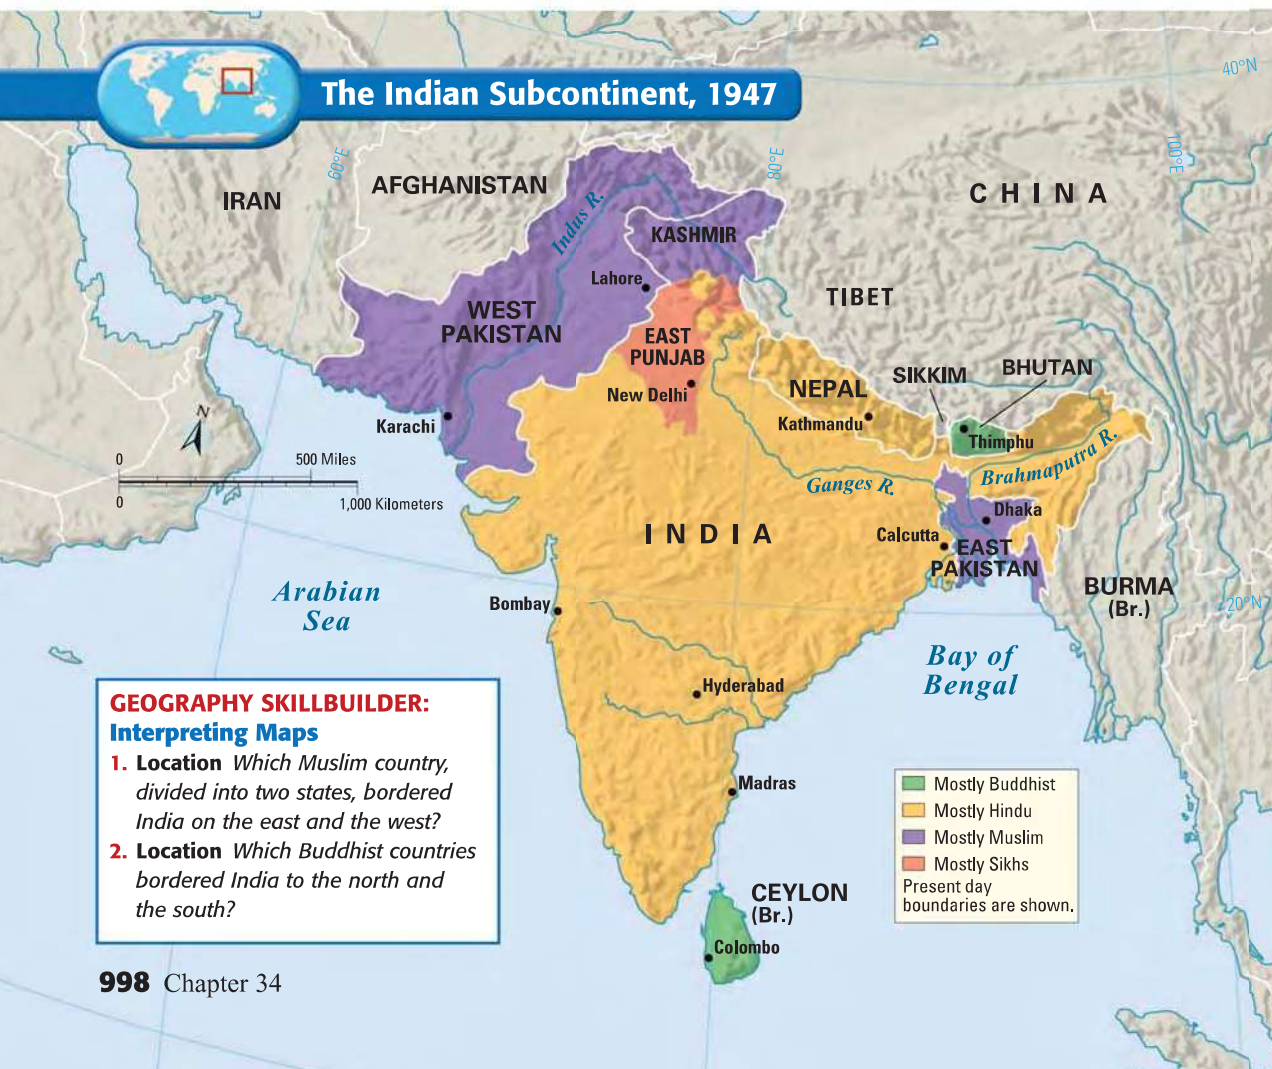 The Indian Subcontinent, 1947
40°N
60°E
80°E
100°E
IRAN
AFGHANISTAN
CHINA
Indus R.
KASHMIR
Lahore
TIBET
WEST
PAKISTAN
EAST
PUNJAB
SIKKIM
BHUTAN
NEPAL
New Delhi
Karachi
Kathmandu
Thimphu
N
0
500 Miles
0
1,000 Kilometers
Ganges R.
Brahmaputra R.
Dhaka
INDIA
Calcutta
EAST
PAKISTAN
BURMA
(Br.)
20°N
Arabian
Sea
Bombay
Bay of
Bengal
Hyderabad
Madras
GEOGRAPHY SKILLBUILDER:
Interpreting Maps
1. Location Which Muslim country,
divided into two states, bordered
India on the east and the west?
2. Location Which Buddhist countries
bordered India to the north and
the south?
Mostly Buddhist
Mostly Hindu
Mostly Muslim
Mostly Sikhs
Present day
boundaries are shown.
CEYLON
(Br.)
Colombo
998 Chapter 34